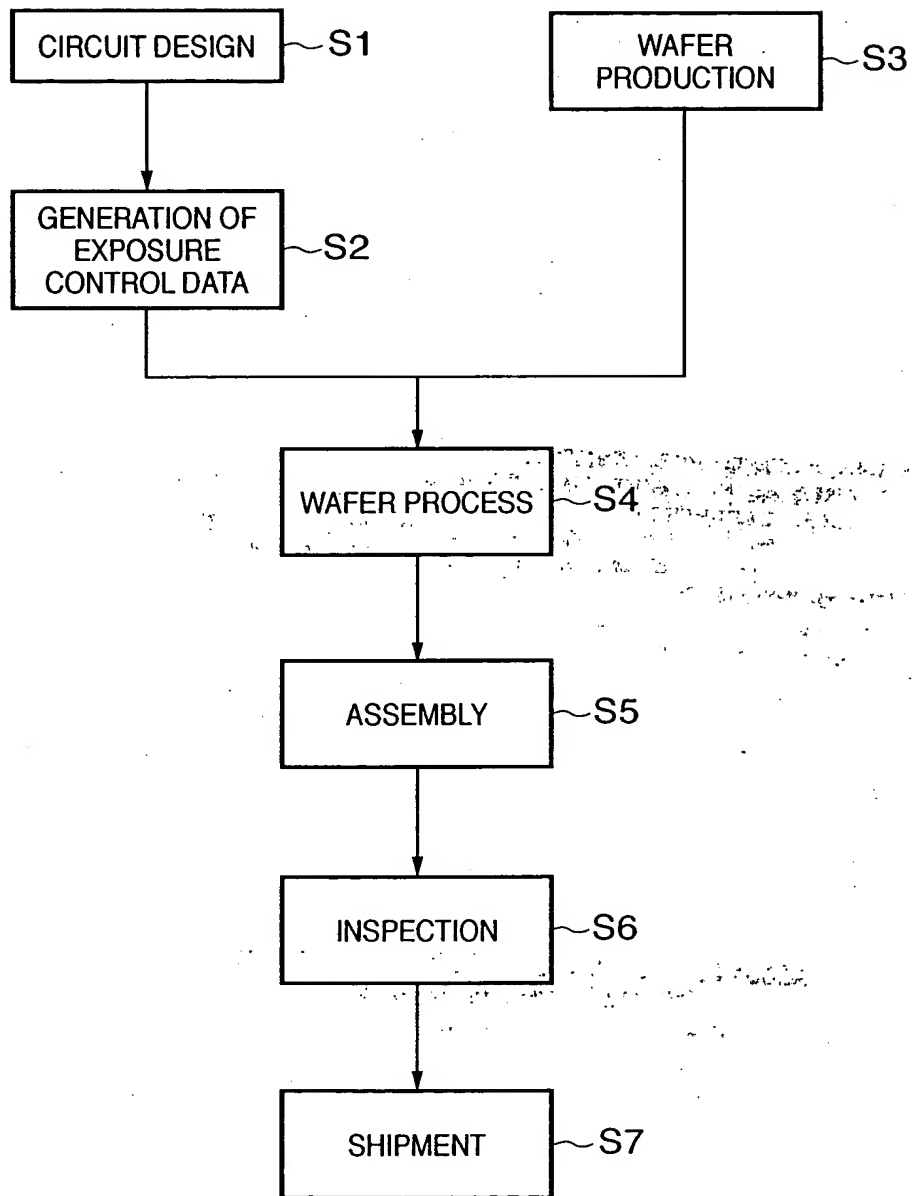 CIRCUIT DESIGN
S1
WAFER
PRODUCTION
S3
GENERATION OF
EXPOSURE
CONTROL DATA
S2
WAFER PROCESS
S4
ASSEMBLY
S5
INSPECTION
S6
SHIPMENT
S7